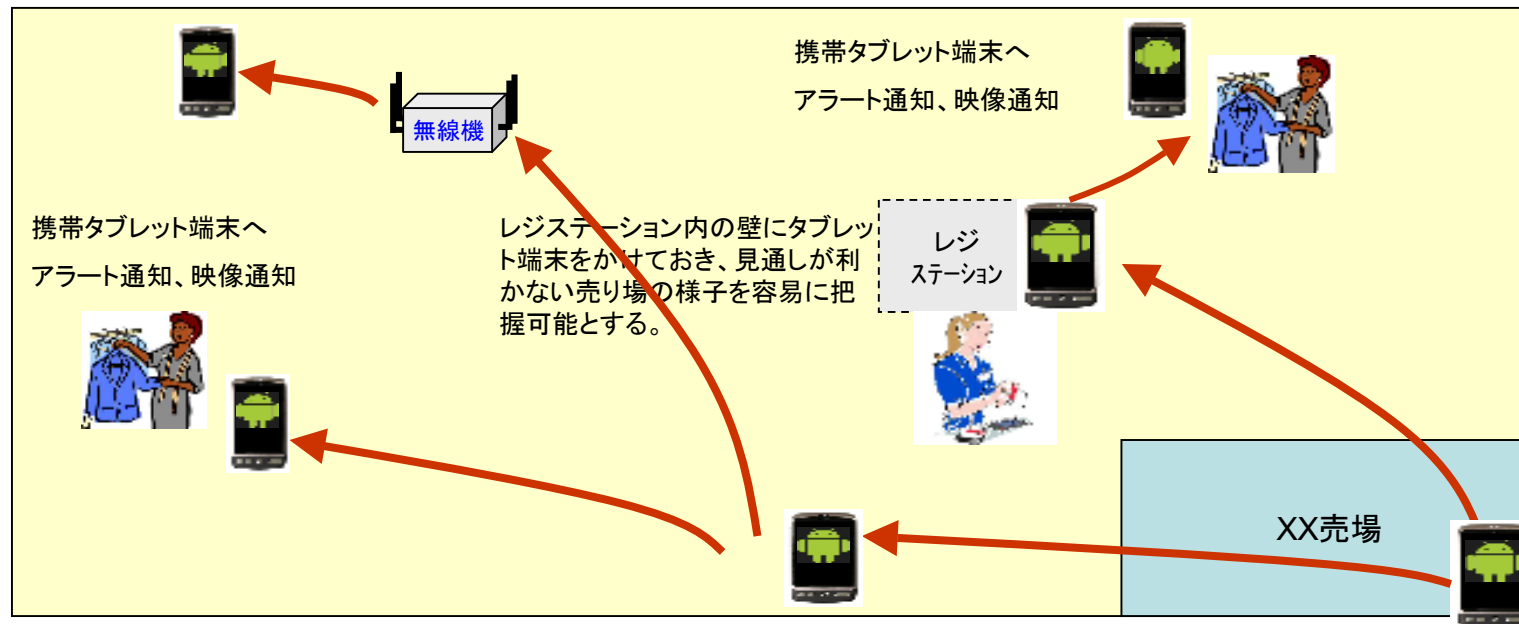 携帯タブレット端末へ
アラート通知、映像通知
無線機
携帯タブレット端末へ
アラート通知、映像通知
レジステーション内の壁にタブレッ
ト端末をかけておき、見通しが利
かない売り場の様子を容易に把
握可能とする。
レジ
ステーション
XX売場